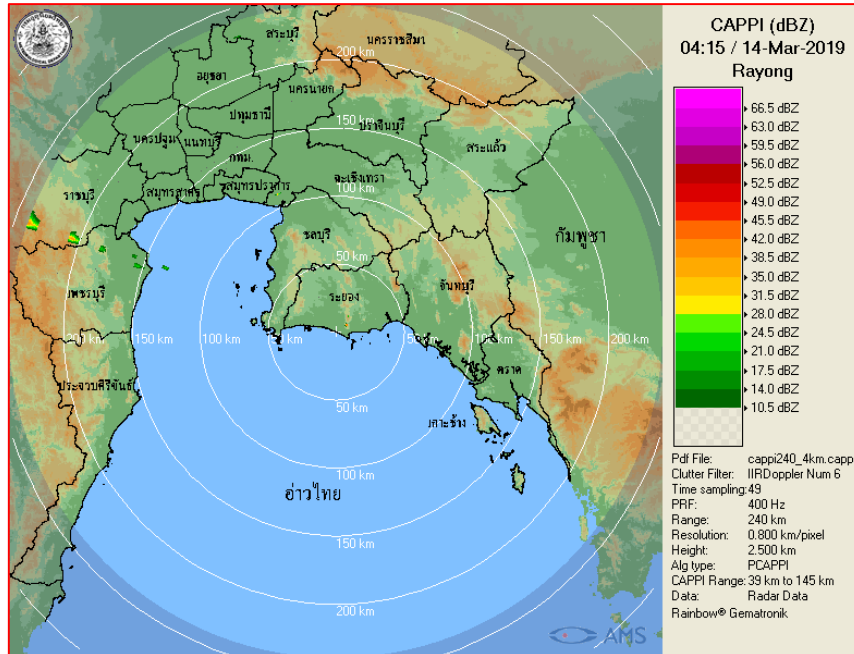 CAPPI (dBZ)
04:15 / 14-Mar-2019
Rayong
66.5 dBZ
63.0 dBZ
59.5 dBZ
56.0 dBZ
52.5 dBZ
49.0 dBZ
45.5 dBZ
42.0 dBZ
38.5 dBZ
35.0 dBZ
31.5 dBZ
28.0 dBZ
24.5 dBZ
21.0 dBZ
17.5 dBZ
14.0 dBZ
10.5 dBZ
Pdf File: cappi240_4km.capp
Clutter Filter: IIRDoppler Num 6
Time sampling:49
PRF: 400 Hz
Range: 240 km
Resolution: 0.800 km/pixel
Height: 2.500 km
Alg type: PCAPPI
CAPPI Range: 39 km to 145 km
Data: Radar Data
Rainbow® Gematronik
สระบุรี
นครราชสีมา
200 km
อยุธยา
นครนายก
ปทุมธานี
150 km
ปราจีนบุรี
นครปฐม
นนทบุรี
สระแก้ว
กทม.
ฉะเชิงเทรา
ราชบุรี
สมุทรสาคร
สมุทรปราการ
100 km
ชลบุรี
กัมพูชา
50 km
จันทบุรี
เพชรบุรี
ระยอง
200 km
150 km
100 km
50 km
100 km
150 km
200 km
ตราด
ประจวบคีรีขันธ์
50 km
เกาะช้าง
100 km
อ่าวไทย
150 km
200 km
AMS